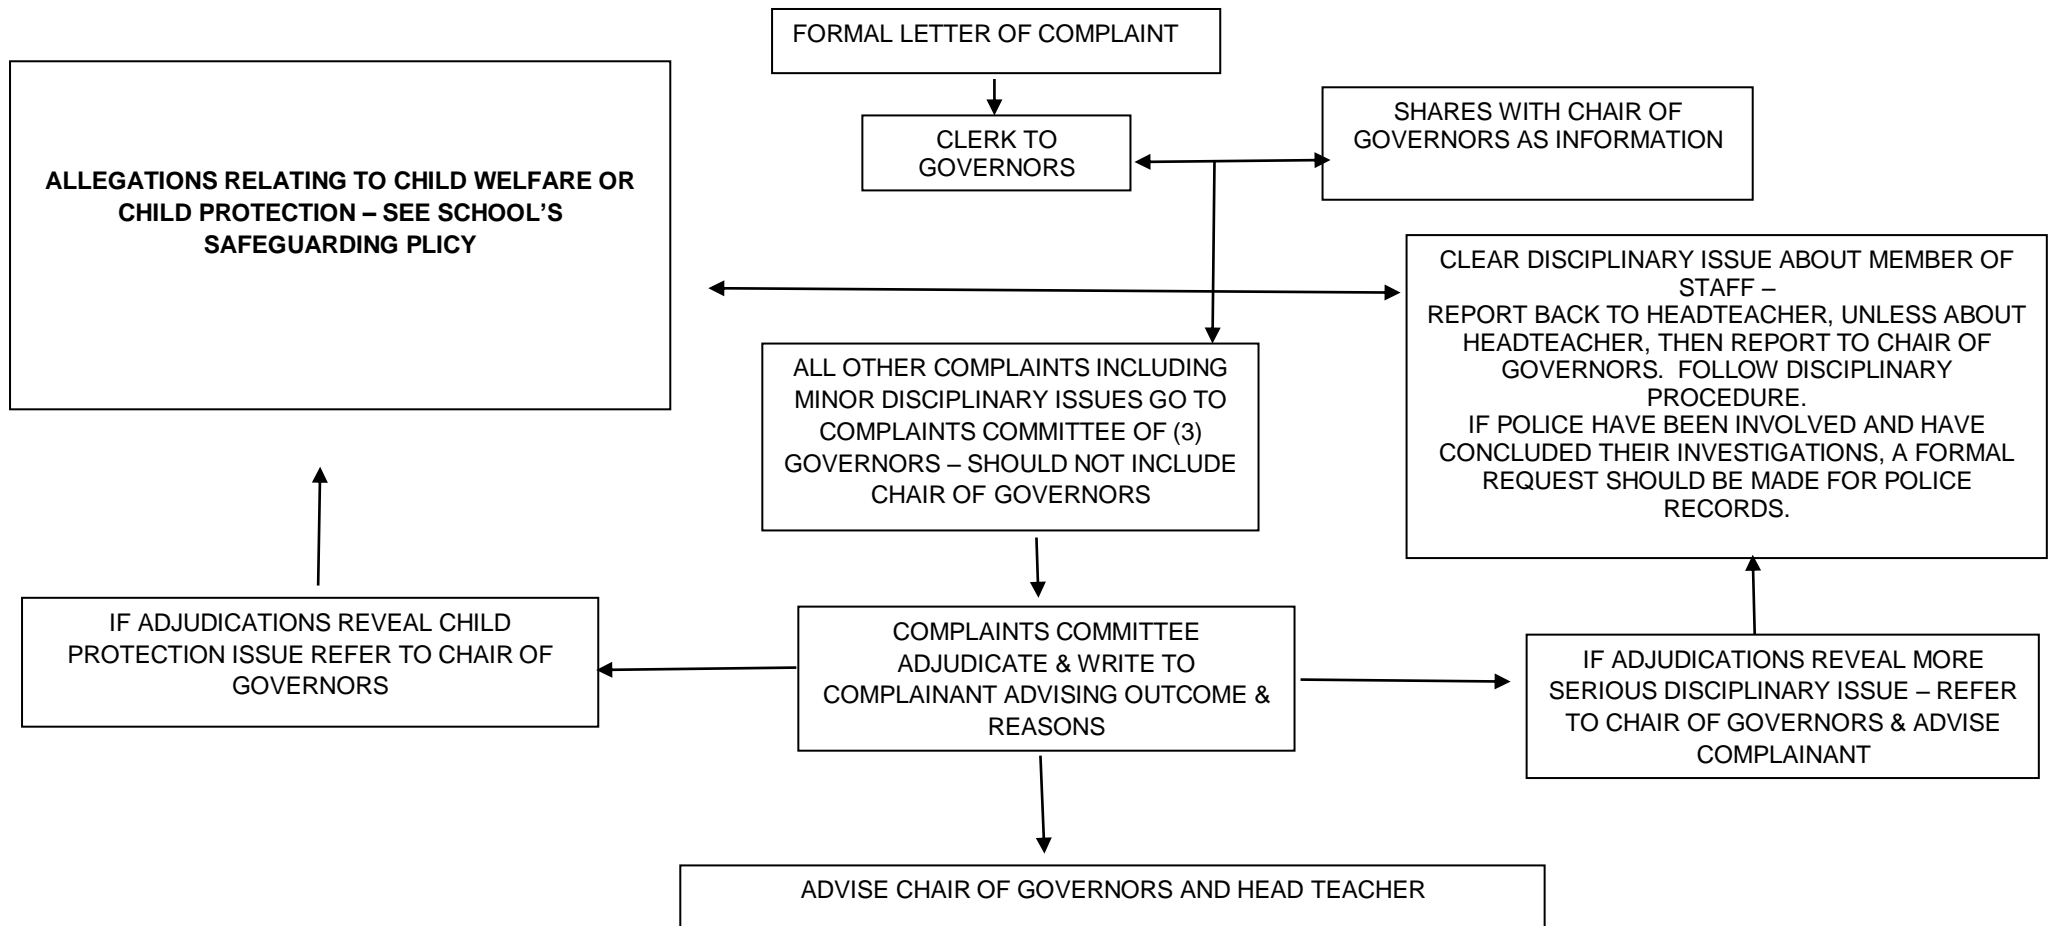 FORMAL LETTER OF COMPLAINT
CLERK TO
GOVERNORS
SHARES WITH CHAIR OF
GOVERNORS AS INFORMATION
ALLEGATIONS RELATING TO CHILD WELFARE OR
CHILD PROTECTION – SEE SCHOOL'S
SAFEGUARDING PLICY
CLEAR DISCIPLINARY ISSUE ABOUT MEMBER OF
STAFF –
REPORT BACK TO HEADTEACHER, UNLESS ABOUT
HEADTEACHER, THEN REPORT TO CHAIR OF
GOVERNORS. FOLLOW DISCIPLINARY
PROCEDURE.
IF POLICE HAVE BEEN INVOLVED AND HAVE
CONCLUDED THEIR INVESTIGATIONS, A FORMAL
REQUEST SHOULD BE MADE FOR POLICE
RECORDS.
ALL OTHER COMPLAINTS INCLUDING
MINOR DISCIPLINARY ISSUES GO TO
COMPLAINTS COMMITTEE OF (3)
GOVERNORS – SHOULD NOT INCLUDE
CHAIR OF GOVERNORS
IF ADJUDICATIONS REVEAL CHILD
PROTECTION ISSUE REFER TO CHAIR OF
GOVERNORS
COMPLAINTS COMMITTEE
ADJUDICATE & WRITE TO
COMPLAINANT ADVISING OUTCOME &
REASONS
IF ADJUDICATIONS REVEAL MORE
SERIOUS DISCIPLINARY ISSUE – REFER
TO CHAIR OF GOVERNORS & ADVISE
COMPLAINANT
ADVISE CHAIR OF GOVERNORS AND HEAD TEACHER